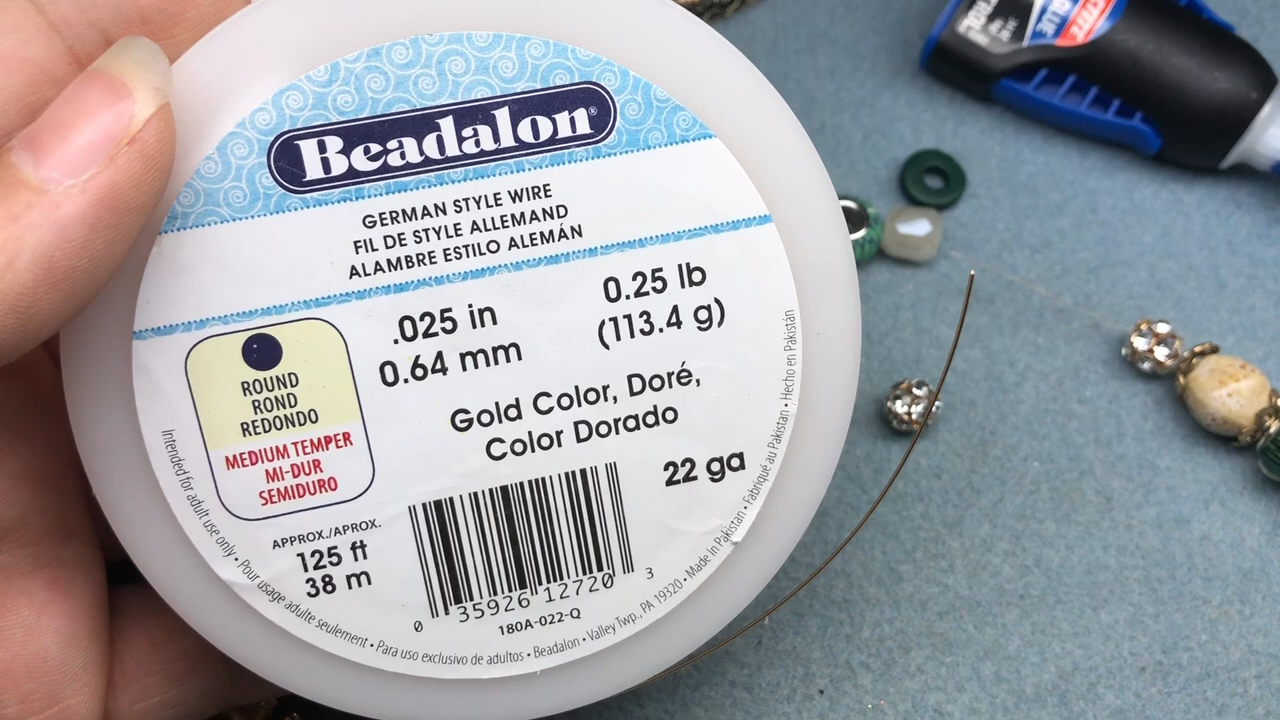 Beadalon®
GERMAN STYLE WIRE
FIL DE STYLE ALLEMAND
ALAMBRE ESTILO ALEMÁN
.025 in
0.64 mm
0.25 lb
(113.4 g)
ROUND
ROND
REDONDO
MEDIUM TEMPER
MI-DUR
SEMIDURO
Gold Color, Doré,
Color Dorado
22 ga
APPROX./APROX.
125 ft
38 m
0 35926 12720 3
180A-022-Q
Intended for adult use only • Pour usage adulte seulement • Para uso exclusivo de adultos • Beadalon • Valley Twp., PA 19320 • Made In Pakistan • Fabriqué au Pakistan • Hecho en Pakistán
GLUE